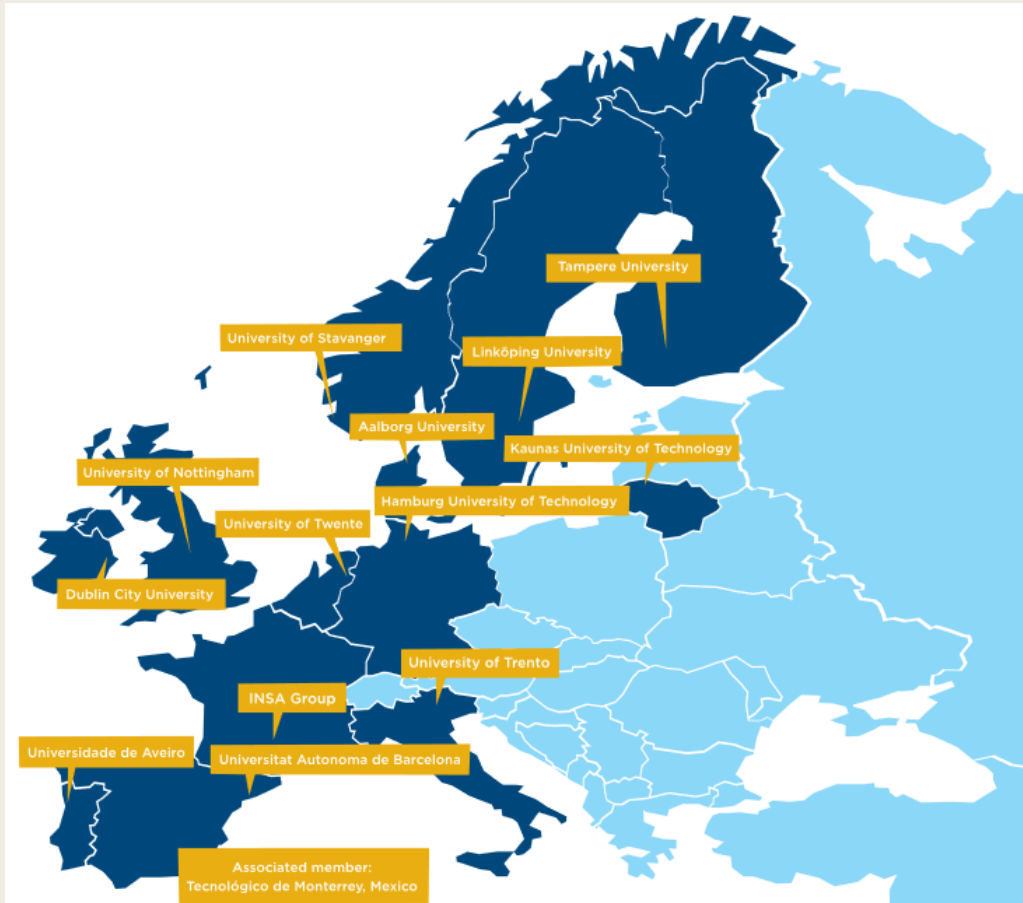 Tampere University
University of Stavanger
Linköping University
Aalborg University
Kaunas University of Technology
University of Nottingham
Hamburg University of Technology
University of Twente
Dublin City University
University of Trento
INSA Group
Universidade de Aveiro
Universitat Autonoma de Barcelona
Associated member:
Tecnológico de Monterrey, Mexico